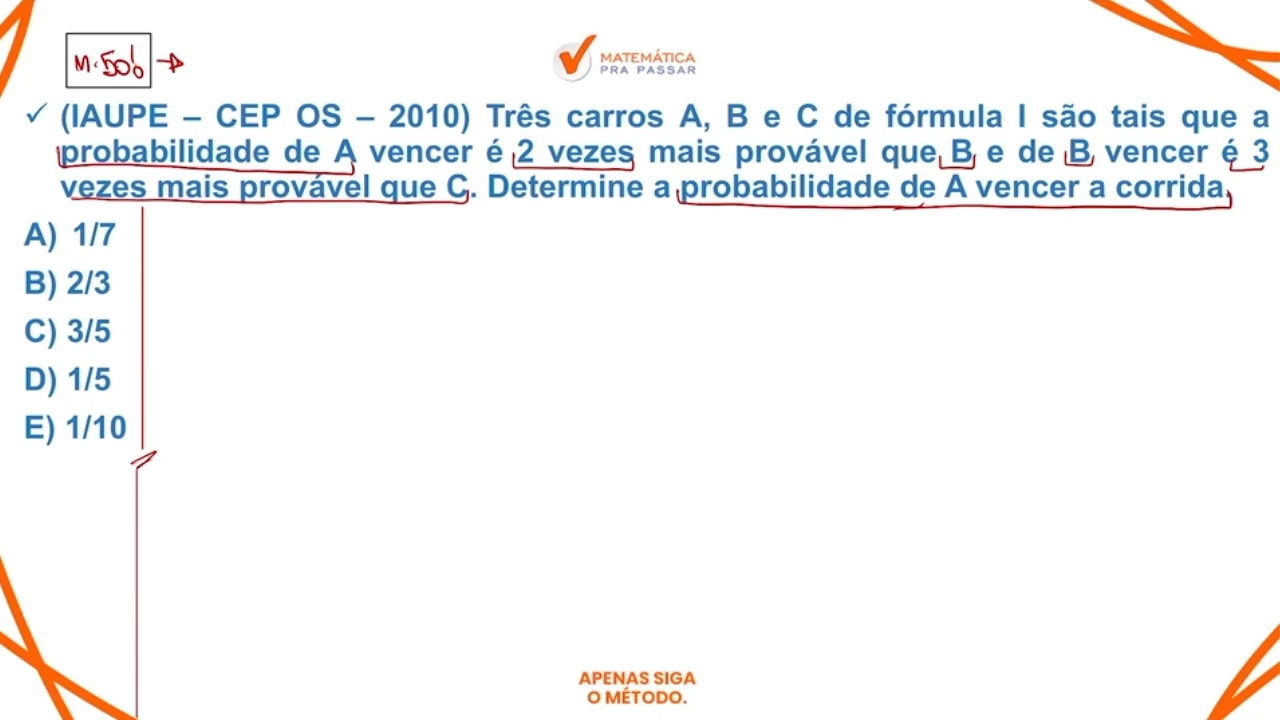 M.50%
MATEMÁTICA
PRA PASSAR
✓ (IAUPE – CEP OS – 2010) Três carros A, B e C de fórmula I são tais que a
probabilidade de A vencer é 2 vezes mais provável que B e de B vencer é 3
vezes mais provável que C. Determine a probabilidade de A vencer a corrida.
A) 1/7
B) 2/3
C) 3/5
D) 1/5
E) 1/10
APENAS SIGA
O MÉTODO.